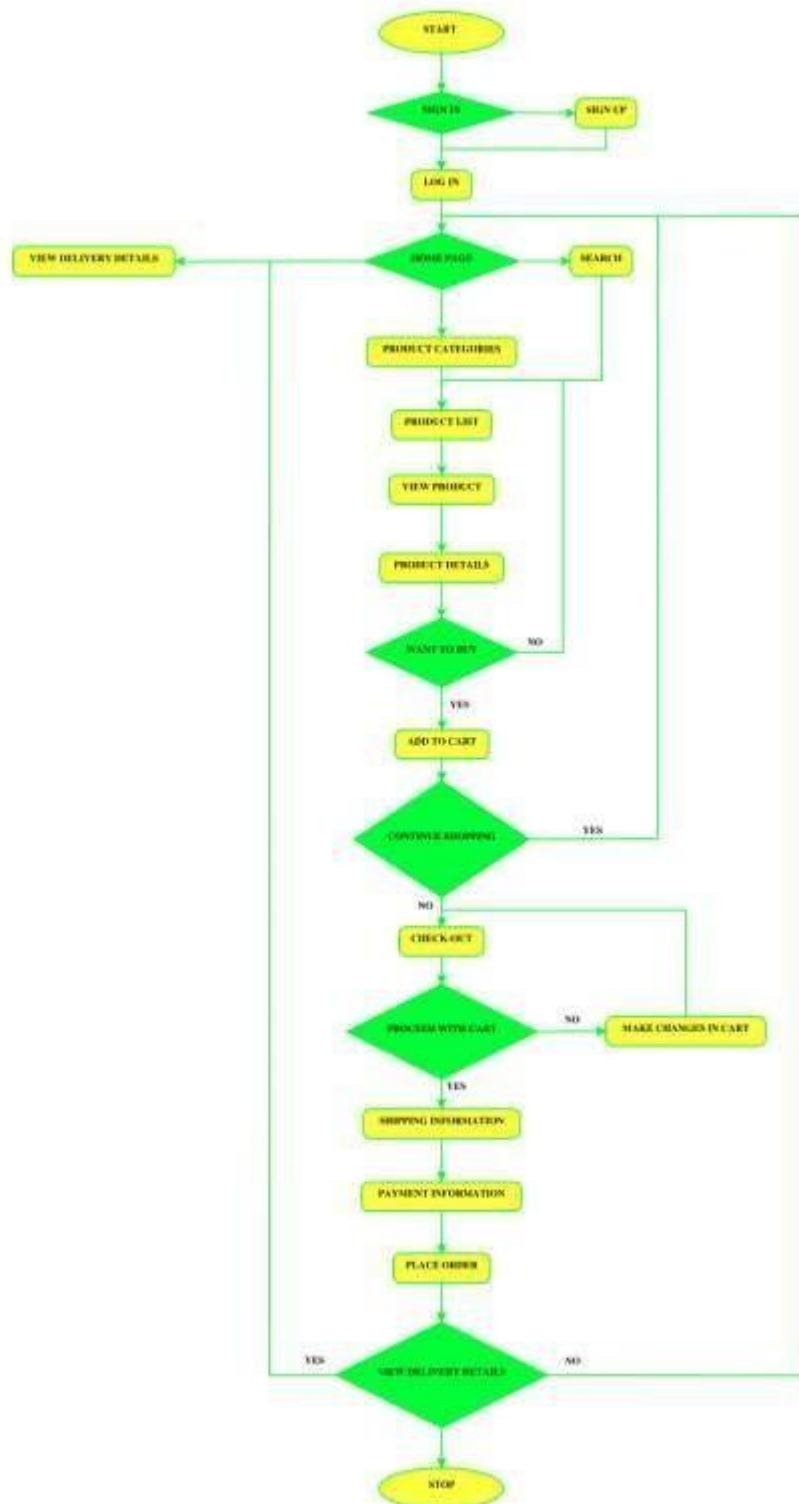 START
SIGN IN
SIGN UP
LOG IN
VIEW DELIVERY DETAILS
HOME PAGE
SEARCH
PRODUCT CATEGORIES
PRODUCT LIST
VIEW PRODUCT
PRODUCT DETAILS
WANT TO BUY
NO
YES
ADD TO CART
CONTINUE SHOPPING
YES
NO
CHECK-OUT
PROCEED WITH CART
NO
MAKE CHANGES IN CART
YES
SHIPPING INFORMATION
PAYMENT INFORMATION
PLACE ORDER
YES
VIEW DELIVERY DETAILS
NO
STOP